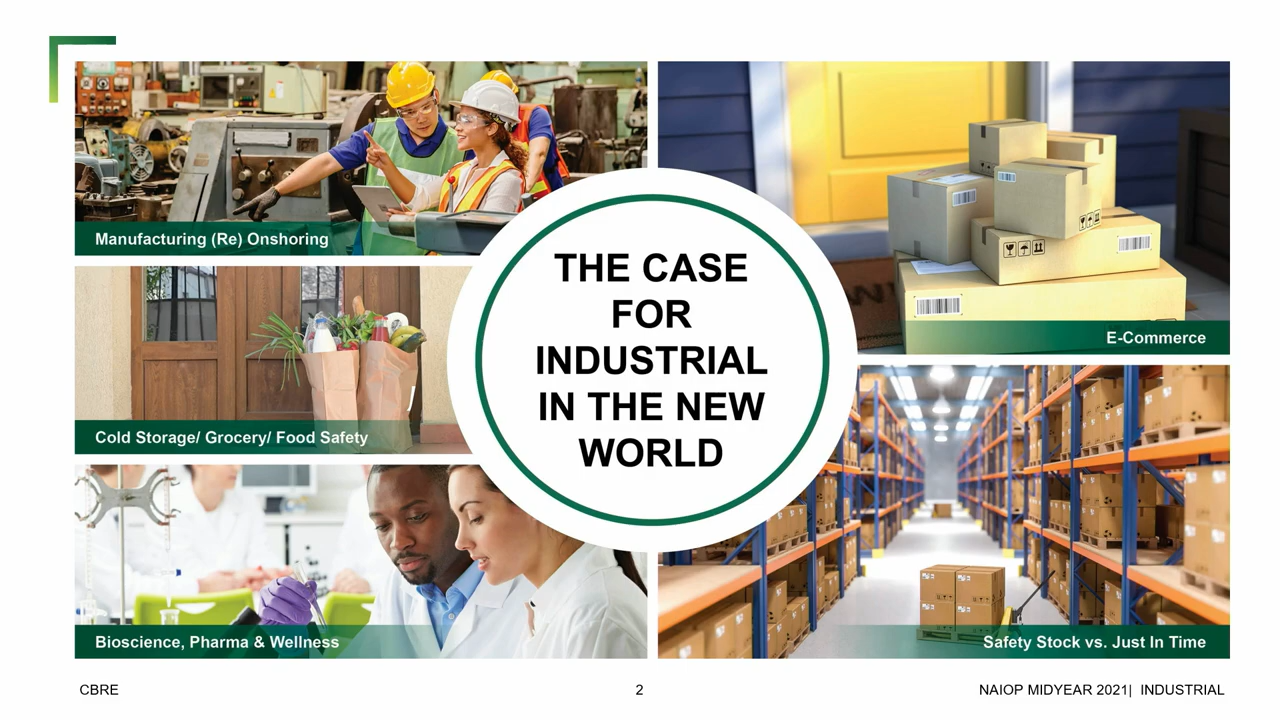 Manufacturing (Re) Onshoring
Cold Storage/ Grocery/ Food Safety
Bioscience, Pharma & Wellness
THE CASE
FOR
INDUSTRIAL
IN THE NEW
WORLD
E-Commerce
Safety Stock vs. Just In Time
CBRE
2
NAIOP MIDYEAR 2021| INDUSTRIAL